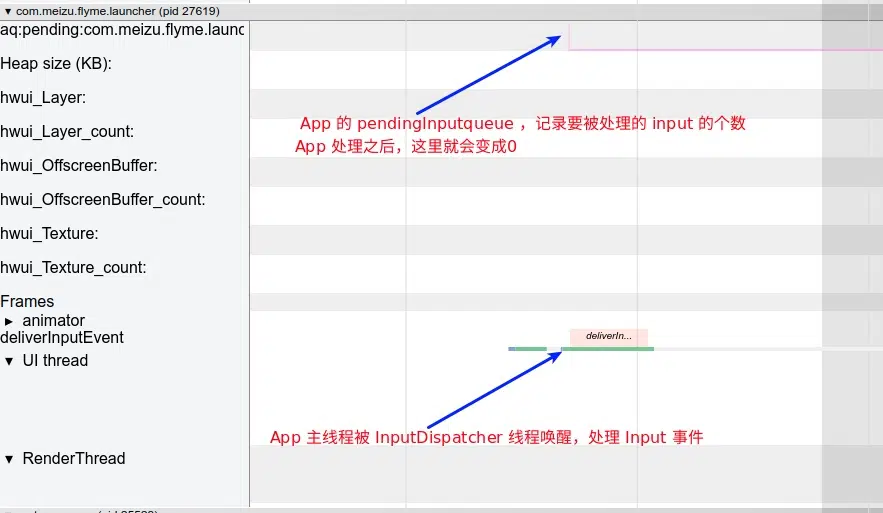 ▼ com.meizu.flyme.launcher (pid 27619)
aq:pending:com.meizu.flyme.launc
Heap size (KB):
hwui_Layer:
App 的 pendingInputqueue ，记录要被处理的 input 的个数
hwui_Layer_count:
App 处理之后，这里就会变成0
hwui_OffscreenBuffer:
hwui_OffscreenBuffer_count:
hwui_Texture:
hwui_Texture_count:
Frames
► animator
deliverInputEvent
deliverIn...
▼ UI thread
App 主线程被 InputDispatcher 线程唤醒，处理 Input 事件
▼ RenderThread